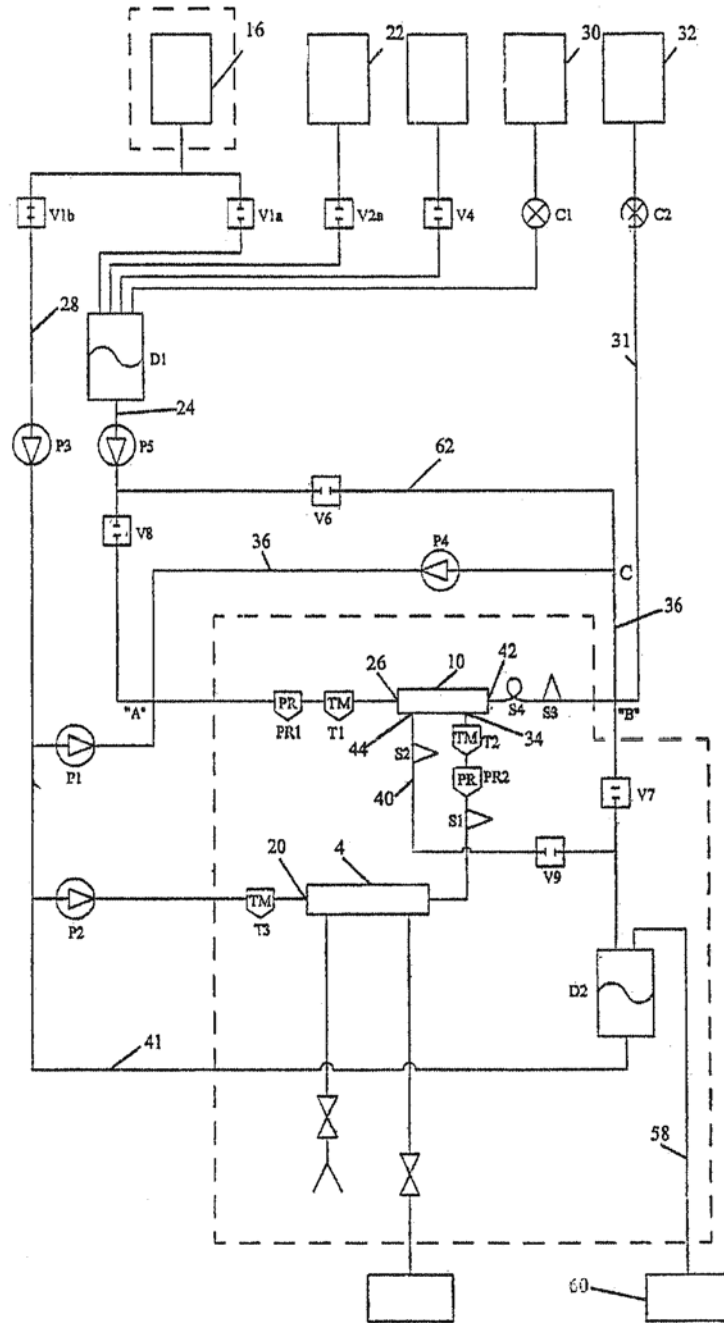 16
22
30
32
V1b
V1a
V2a
V4
C1
C2
28
D1
31
24
P3
P5
62
V6
V8
P4
36
C
36
26
10
42
"A"
PR
TM
S4
S3
"B"
PR1
T1
44
34
TM
T2
S2
P1
40
PR
PR2
V7
S1
20
4
V9
P2
TM
T3
D2
41
58
60